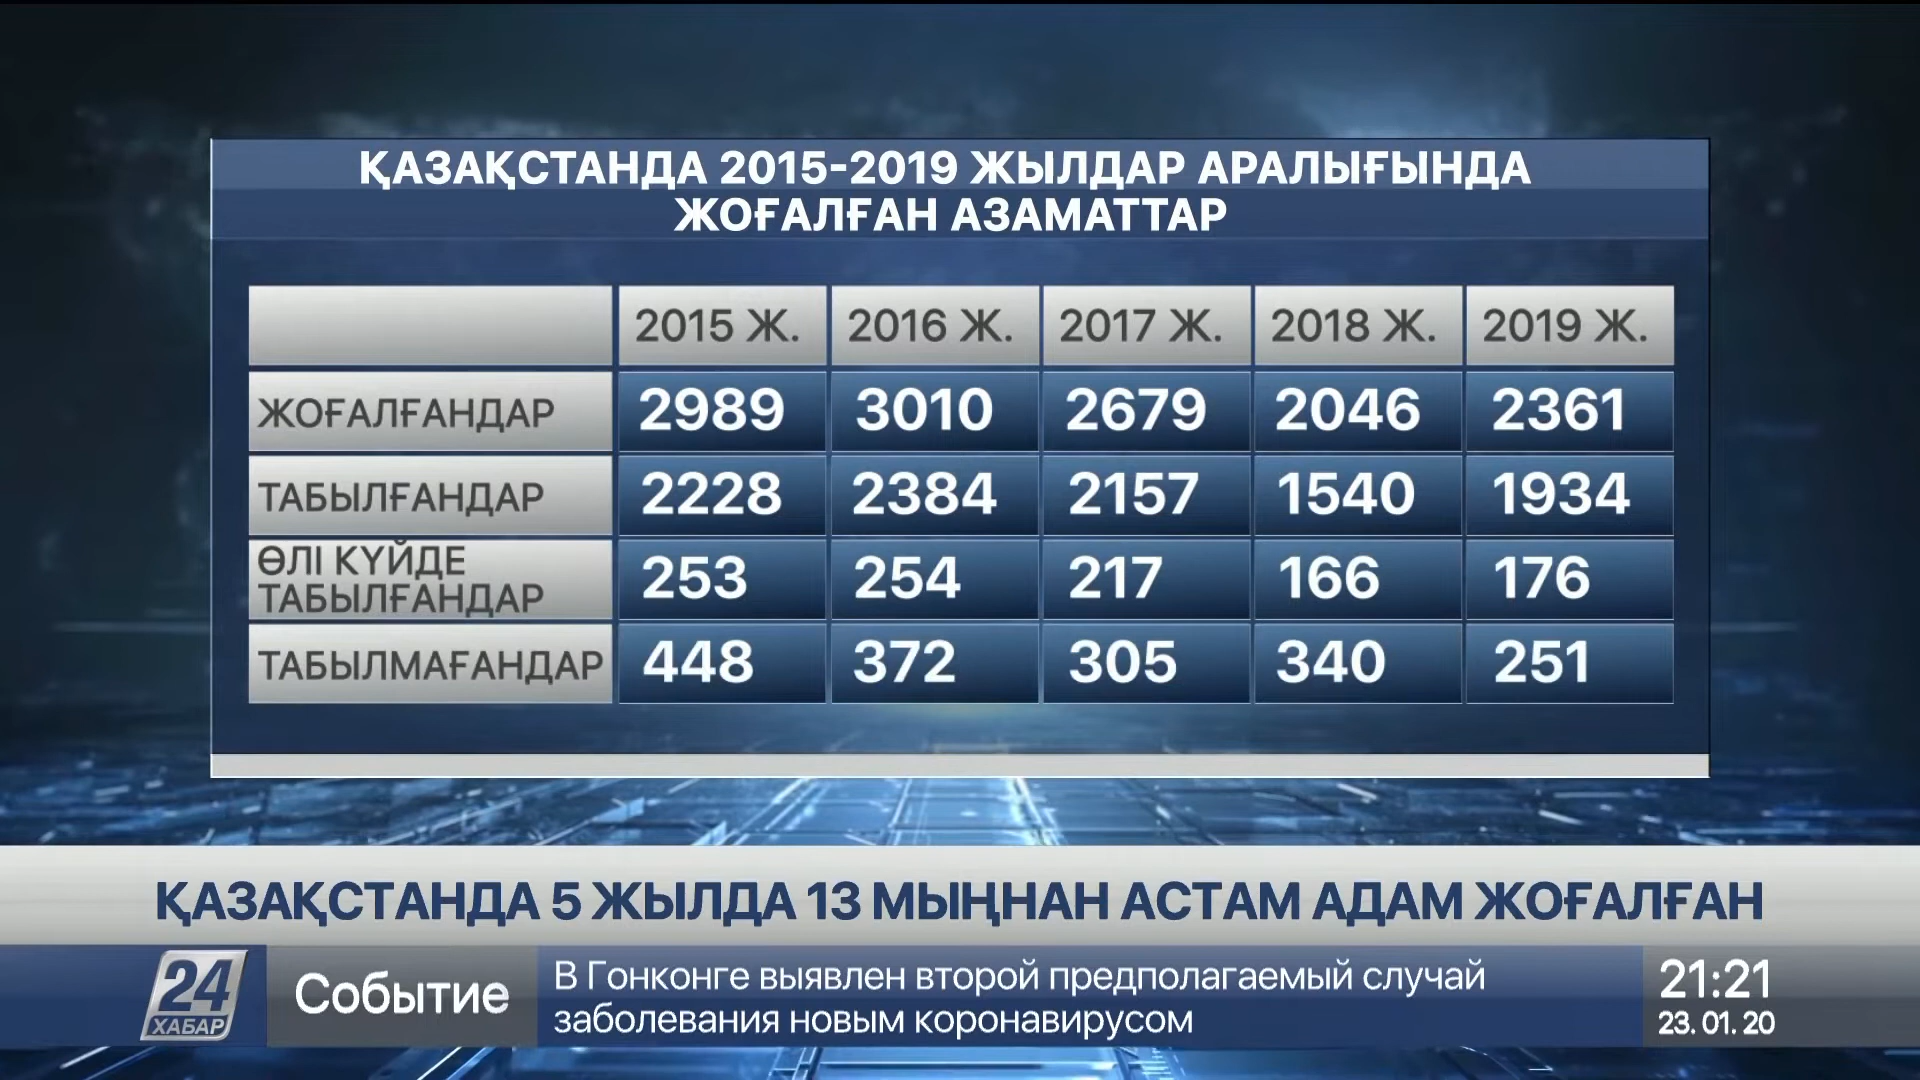 ҚАЗАҚСТАНДА 2015-2019 ЖЫЛДАР АРАЛЫҒЫНДА
ЖОҒАЛҒАН АЗАМАТТАР
2015 Ж. 2016 Ж. 2017 Ж. 2018 Ж. 2019 Ж.
ЖОҒАЛҒАНДАР 2989 3010 2679 2046 2361
ТАБЫЛҒАНДАР 2228 2384 2157 1540 1934
ӨЛІ КҮЙДЕ
ТАБЫЛҒАНДАР 253 254 217 166 176
ТАБЫЛМАҒАНДАР 448 372 305 340 251
ҚАЗАҚСТАНДА 5 ЖЫЛДА 13 МЫҢНАН АСТАМ АДАМ ЖОҒАЛҒАН
24
ХАБАР
Событие
В Гонконге выявлен второй предполагаемый случай
заболевания новым коронавирусом
21:21
23. 01. 20